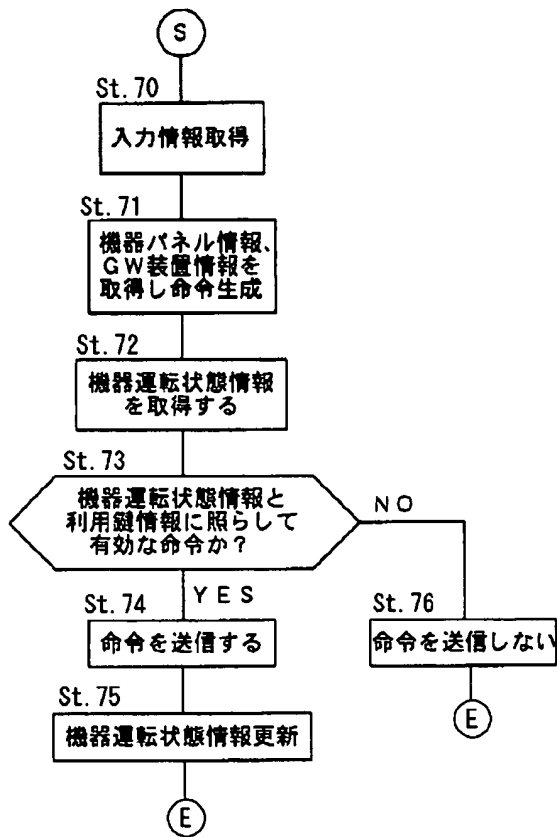 S
St.70
入力情報取得
St.71
機器パネル情報、
GW装置情報を
取得し命令生成
St.72
機器運転状態情報
を取得する
St.73
機器運転状態情報と
利用鍵情報に照らして
有効な命令か?
NO
YES
St.74
命令を送信する
St.76
命令を送信しない
St.75
機器運転状態情報更新
E
E